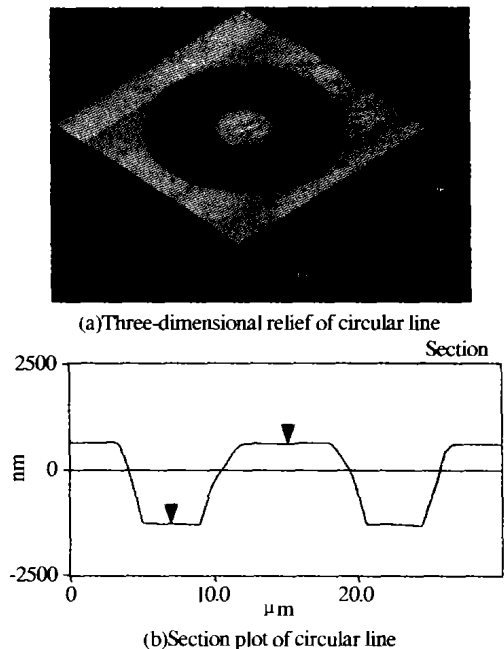 (a)Three-dimensional relief of circular line
Section
2500
nm
0
-2500
0
10.0
20.0
μm
(b)Section plot of circular line